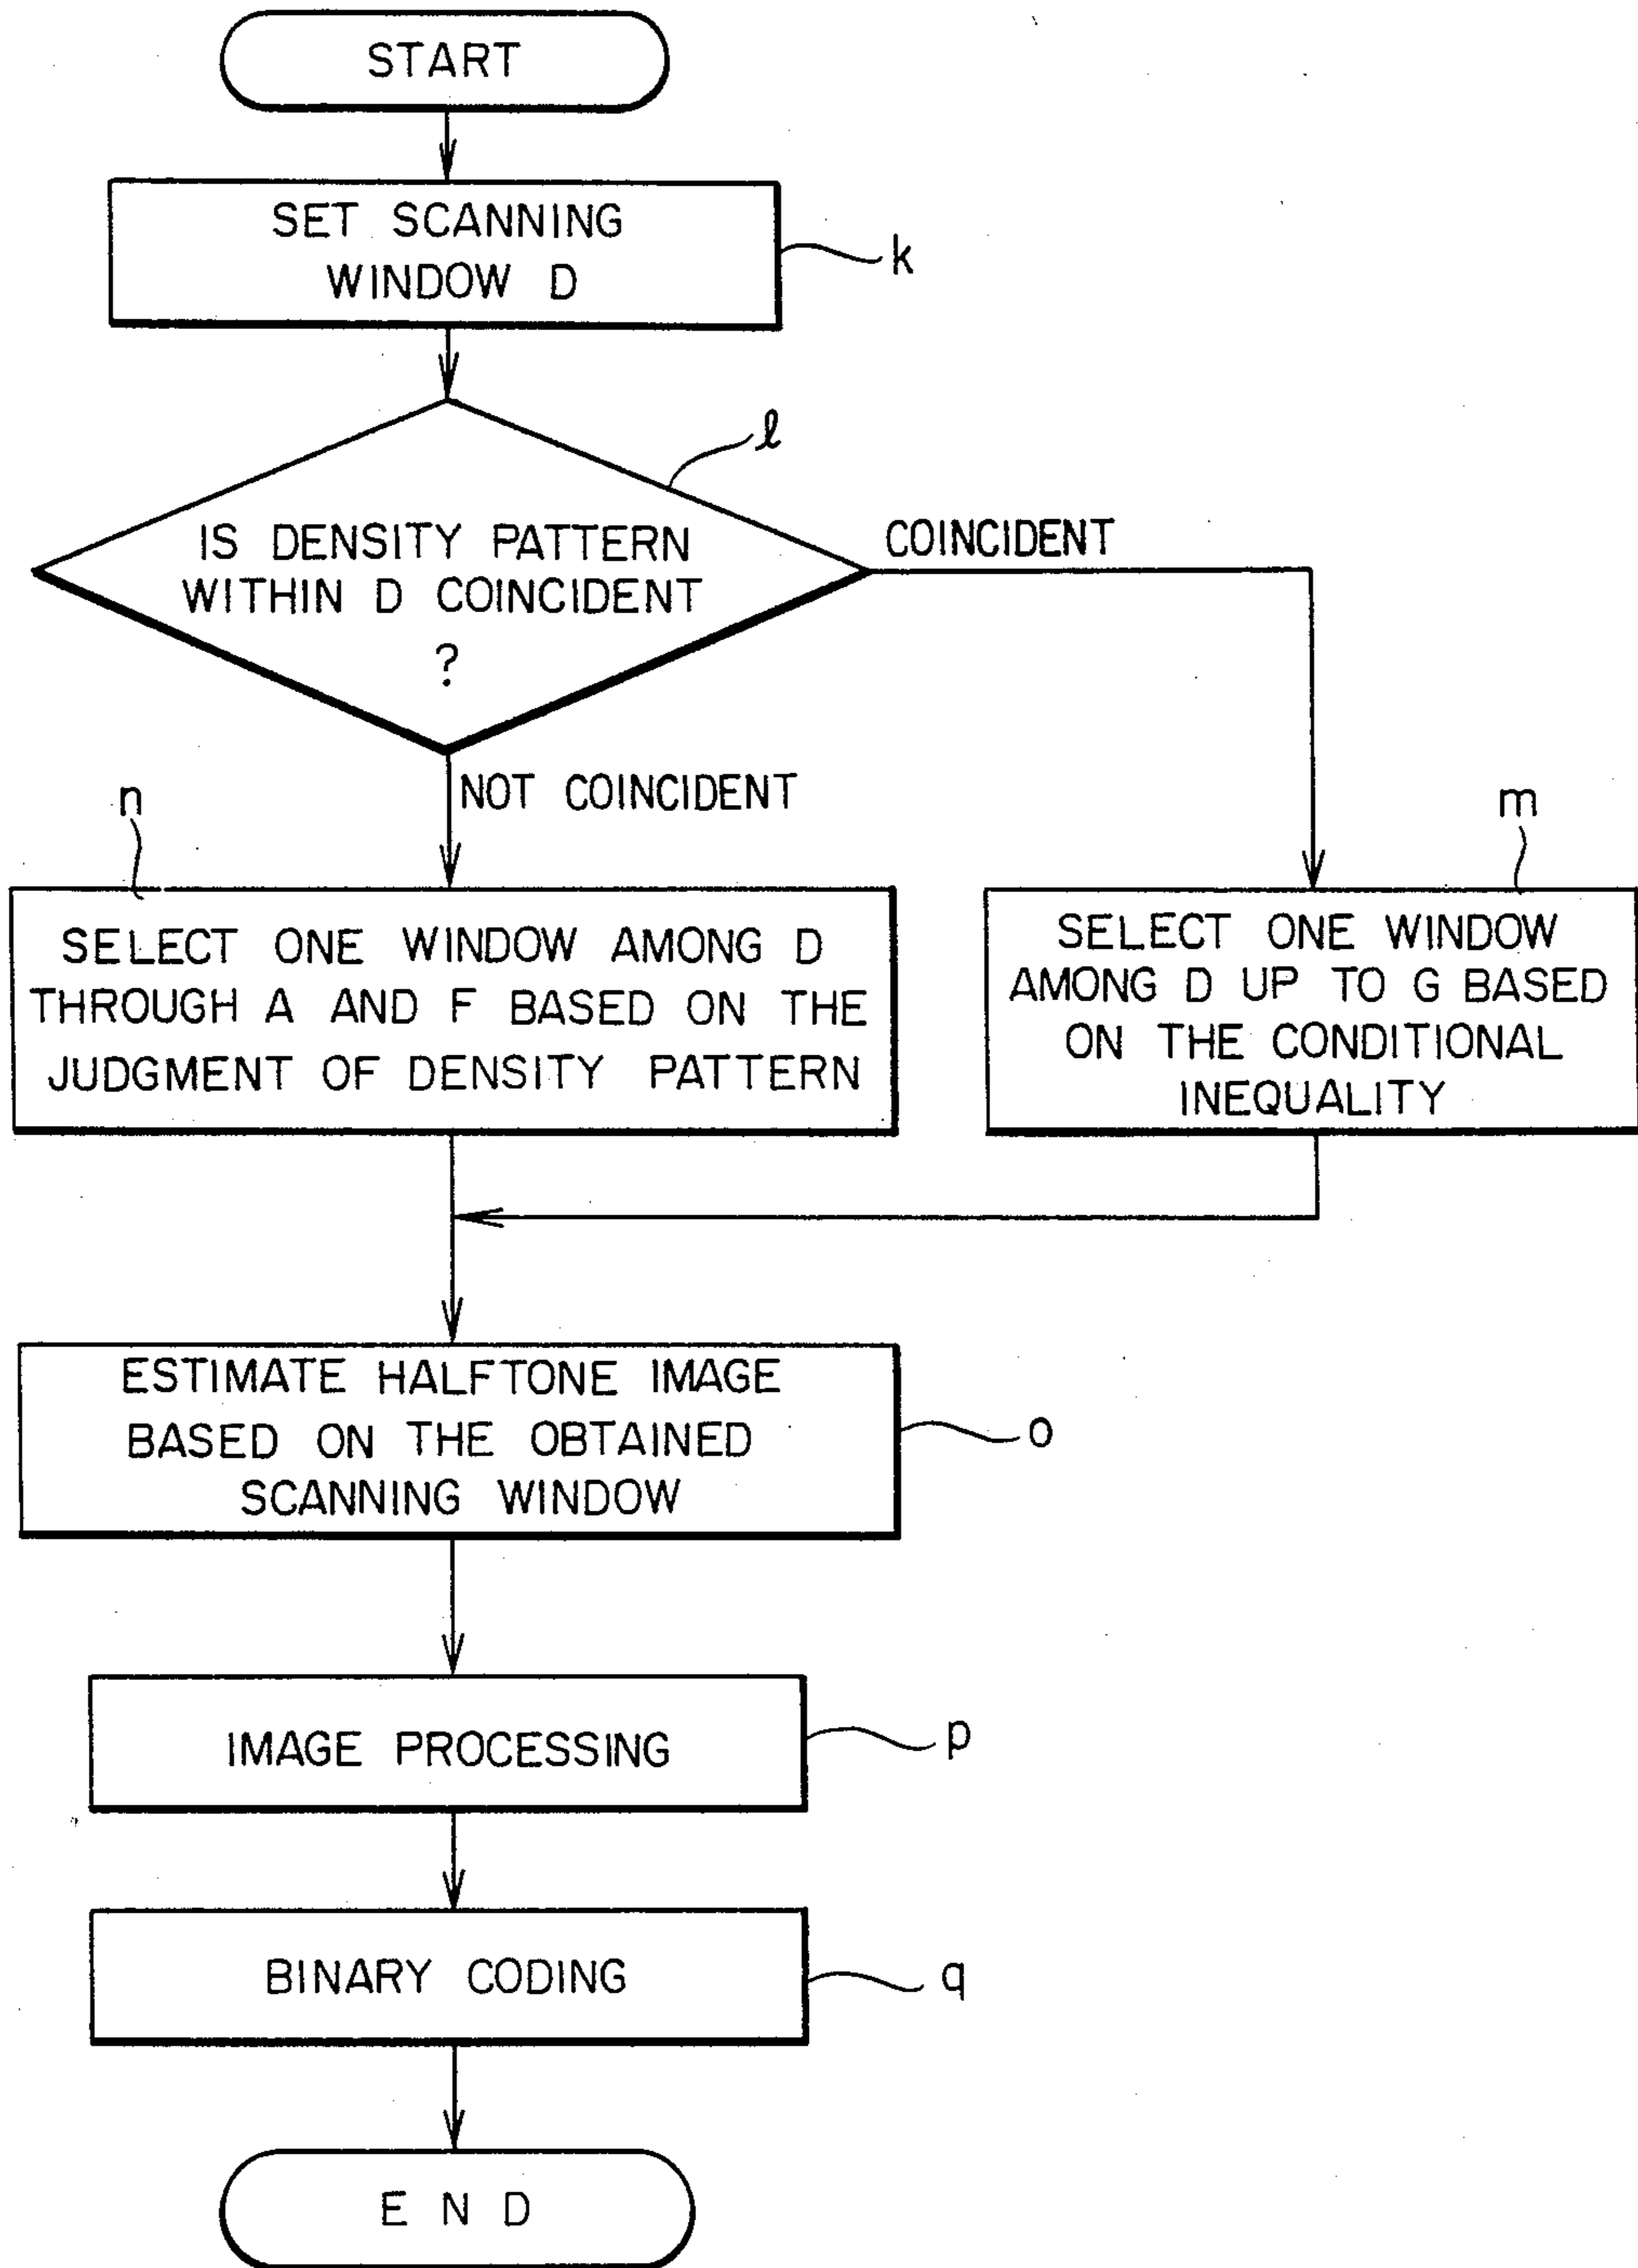 START
SET SCANNING
WINDOW D
k
ℓ
IS DENSITY PATTERN
WITHIN D COINCIDENT
?
COINCIDENT
NOT COINCIDENT
n
SELECT ONE WINDOW AMONG D
THROUGH A AND F BASED ON THE
JUDGMENT OF DENSITY PATTERN
m
SELECT ONE WINDOW
AMONG D UP TO G BASED
ON THE CONDITIONAL
INEQUALITY
ESTIMATE HALFTONE IMAGE
BASED ON THE OBTAINED
SCANNING WINDOW
o
IMAGE PROCESSING
p
BINARY CODING
q
END